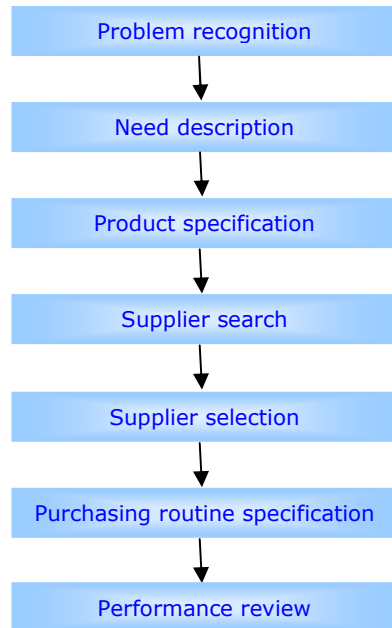 Problem recognition
Need description
Product specification
Supplier search
Supplier selection
Purchasing routine specification
Performance review